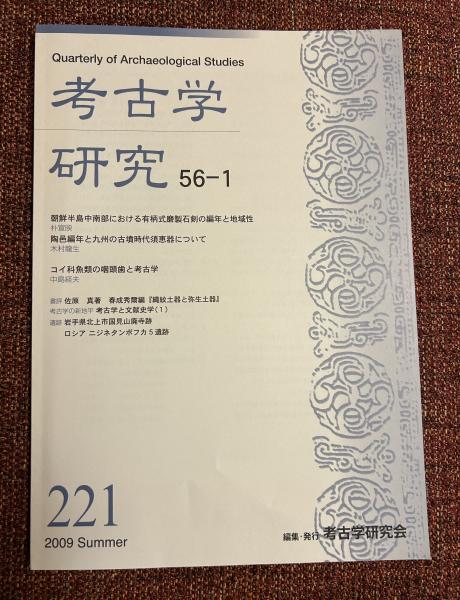 Quarterly of Archaeological Studies
考古学
研究 56-1
朝鮮半島中南部における有柄式磨製石剣の編年と地域性
朴宣映
陶邑編年と九州の古墳時代須恵器について
木村龍生
コイ科魚類の咽頭歯と考古学
中島経夫
書評 佐原 真著 春成秀爾編『縄紋土器と弥生土器』
考古学の新地平 考古学と文献史学(1)
遺跡 岩手県北上市国見山廃寺跡
ロシア ニジネタンボフカ5遺跡
221
2009 Summer
編集・発行 考古学研究会